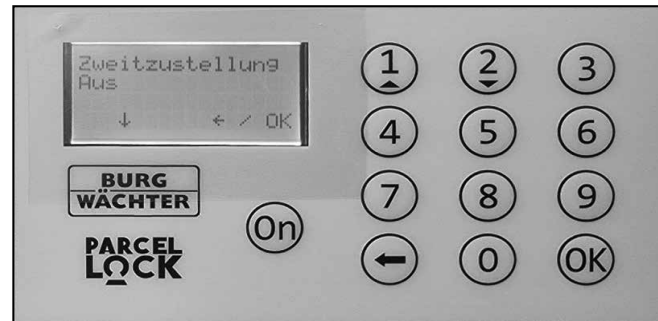 Zweitzustellung
Aus
↓ ← / OK
BURG
WÄCHTER
PARCEL
LOCK
On
1 2 3
4 5 6
7 8 9
← 0 OK